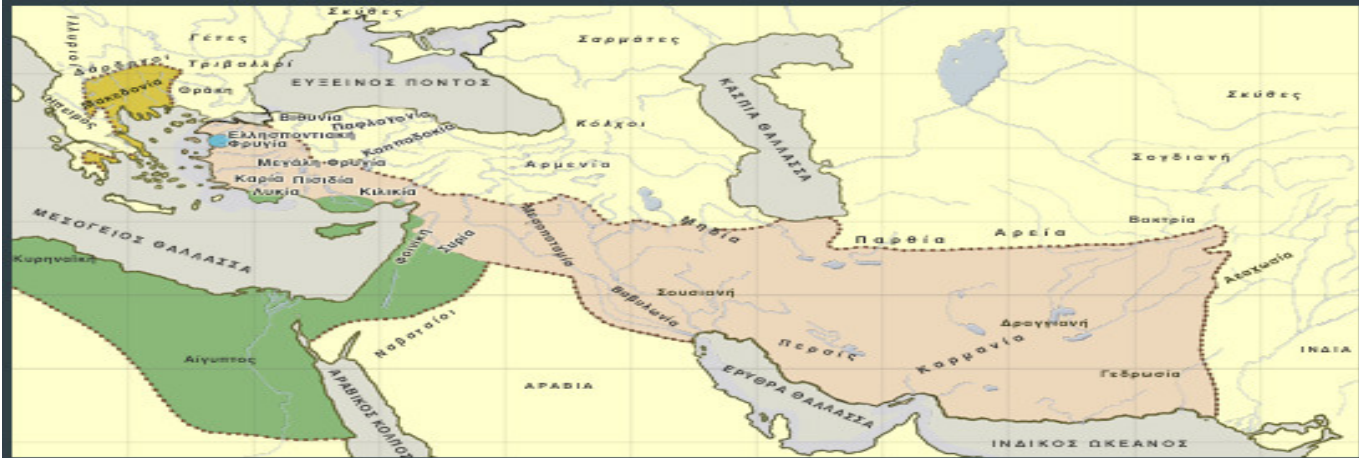 Σκύθες
Ιλλυριοί
Γέτες
Σαρμάτες
Δάρδανοι
Τριβαλλοί
ΕΥΞΕΙΝΟΣ ΠΟΝΤΟΣ
ΚΑΣΠΙΑ ΘΑΛΑΣΣΑ
Μακεδονία
Θράκη
Σκύθες
Ήπειρος
Βιθυνία
Παφλαγονία
Κόλχοι
Ελλησποντιακή
Φρυγία
Καππαδοκία
Σογδιανή
Μεγάλη Φρυγία
Αρμενία
Καρία
Πισιδία
Λυκία
Κιλικία
ΜΕΣΟΓΕΙΟΣ ΘΑΛΑΣΣΑ
Μεσοποταμία
Μηδία
Παρθία
Αρεία
Βακτρία
Κυρηναϊκή
Φοινίκη
Συρία
Αραχωσία
Βαβυλωνία
Σουσιανή
Ναβαταίοι
Δραγγιανή
Αίγυπτος
Περσίς
Καρμανία
ΙΝΔΙΑ
Γεδρωσία
ΑΡΑΒΙΑ
ΕΡΥΘΡΑ ΘΑΛΑΣΣΑ
ΑΡΑΒΙΚΟΣ ΚΟΛΠΟΣ
ΙΝΔΙΚΟΣ ΩΚΕΑΝΟΣ